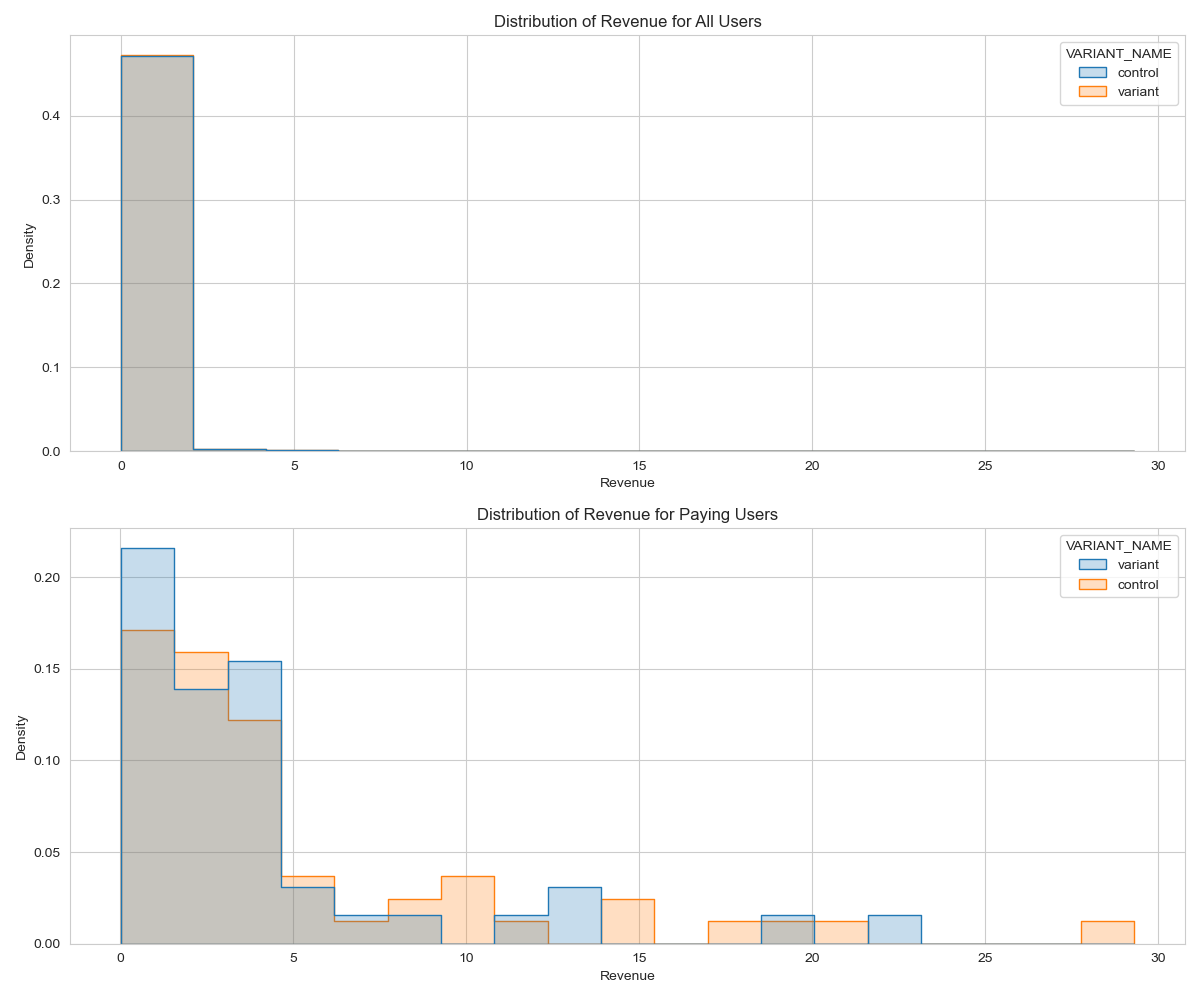 Distribution of Revenue for All Users
VARIANT_NAME
control
variant
0.4
0.3
0.2
0.1
0.0
Density
0 5 10 15 20 25 30
Revenue
Distribution of Revenue for Paying Users
VARIANT_NAME
variant
control
0.20
0.15
0.10
0.05
0.00
Density
0 5 10 15 20 25 30
Revenue